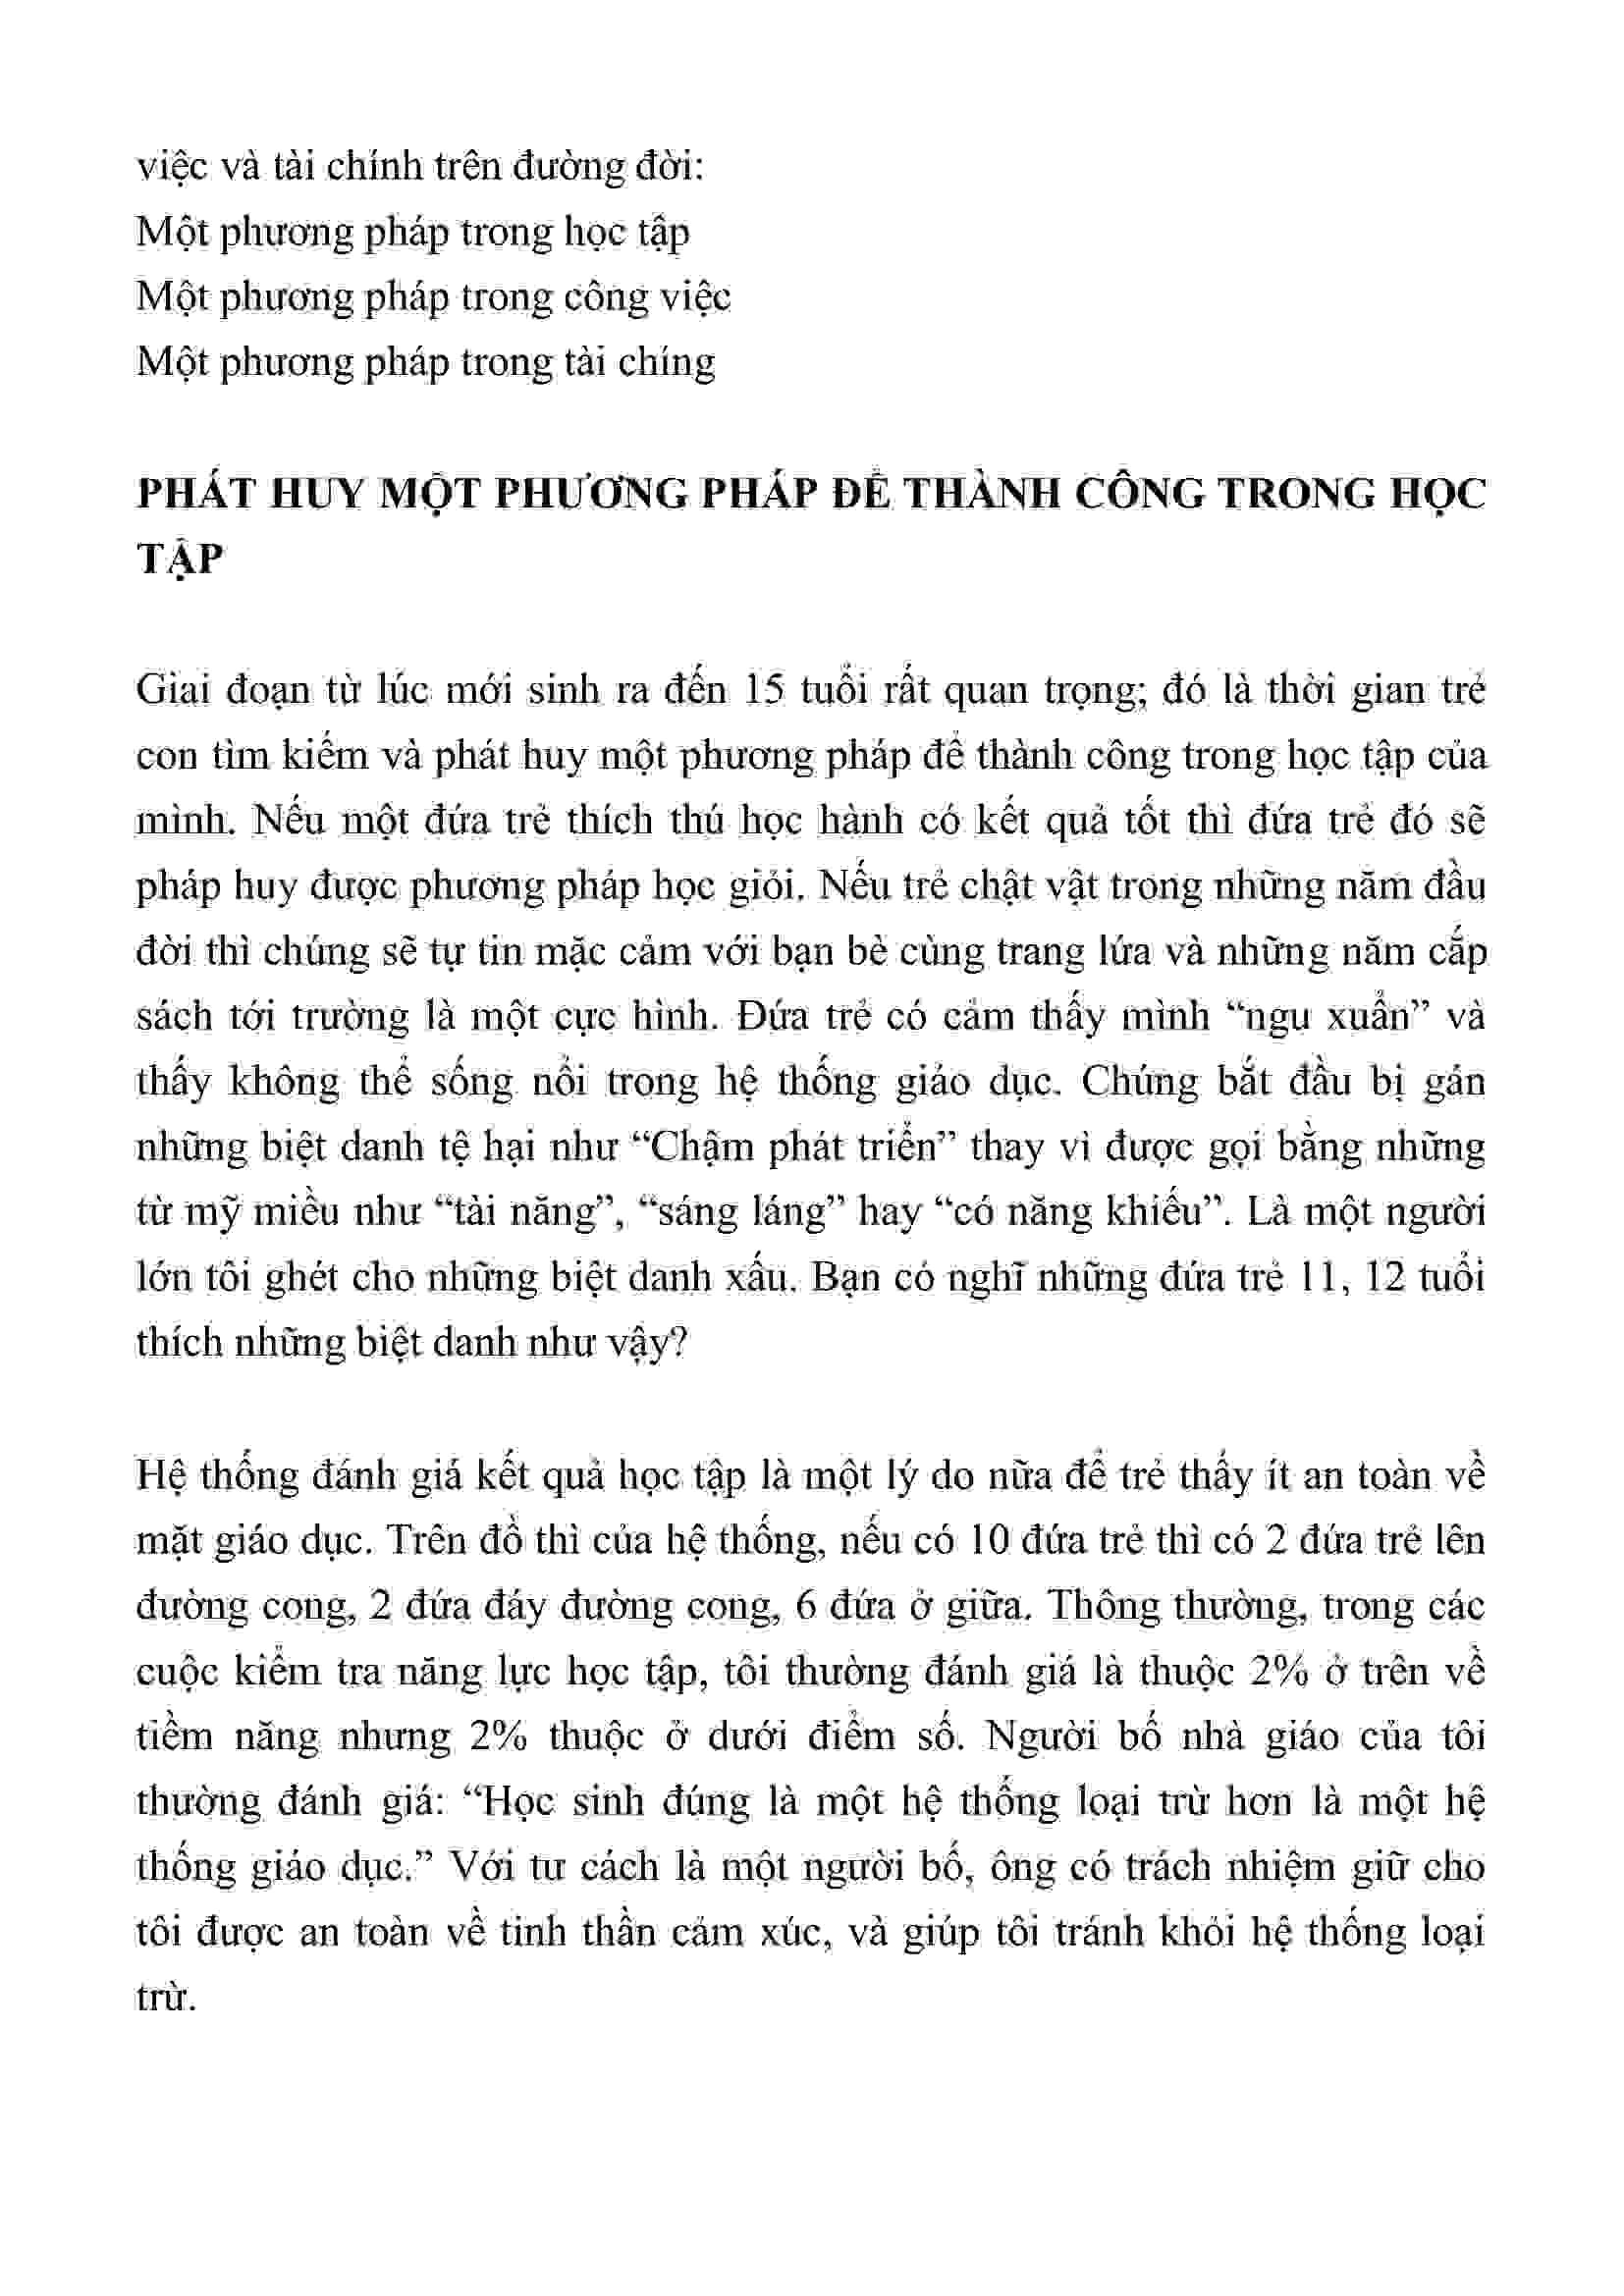 việc và tài chính trên đường đời:
Một phương pháp trong học tập
Một phương pháp trong công việc
Một phương pháp trong tài chíng
PHÁT HUY MỘT PHƯƠNG PHÁP ĐỂ THÀNH CÔNG TRONG HỌC
TẬP
Giai đoạn từ lúc mới sinh ra đến 15 tuổi rất quan trọng; đó là thời gian trẻ
con tìm kiếm và phát huy một phương pháp để thành công trong học tập của
mình. Nếu một đứa trẻ thích thú học hành có kết quả tốt thì đứa trẻ đó sẽ
pháp huy được phương pháp học giỏi. Nếu trẻ chật vật trong những năm đầu
đời thì chúng sẽ tự tin mặc cảm với bạn bè cùng trang lứa và những năm cắp
sách tới trường là một cực hình. Đứa trẻ có cảm thấy mình “ngu xuẩn” và
thấy không thể sống nổi trong hệ thống giáo dục. Chúng bắt đầu bị gán
những biệt danh tệ hại như “Chậm phát triển” thay vì được gọi bằng những
từ mỹ miều như “tài năng”, “sáng láng” hay “có năng khiếu”. Là một người
lớn tôi ghét cho những biệt danh xấu. Bạn có nghĩ những đứa trẻ 11, 12 tuổi
thích những biệt danh như vậy?
Hệ thống đánh giá kết quả học tập là một lý do nữa để trẻ thấy ít an toàn về
mặt giáo dục. Trên đồ thì của hệ thống, nếu có 10 đứa trẻ thì có 2 đứa trẻ lên
đường cong, 2 đứa đáy đường cong, 6 đứa ở giữa. Thông thường, trong các
cuộc kiểm tra năng lực học tập, tôi thường đánh giá là thuộc 2% ở trên về
tiềm năng nhưng 2% thuộc ở dưới điểm số. Người bố nhà giáo của tôi
thường đánh giá: “Học sinh đúng là một hệ thống loại trừ hơn là một hệ
thống giáo dục.” Với tư cách là một người bố, ông có trách nhiệm giữ cho
tôi được an toàn về tinh thần cảm xúc, và giúp tôi tránh khỏi hệ thống loại
trừ.